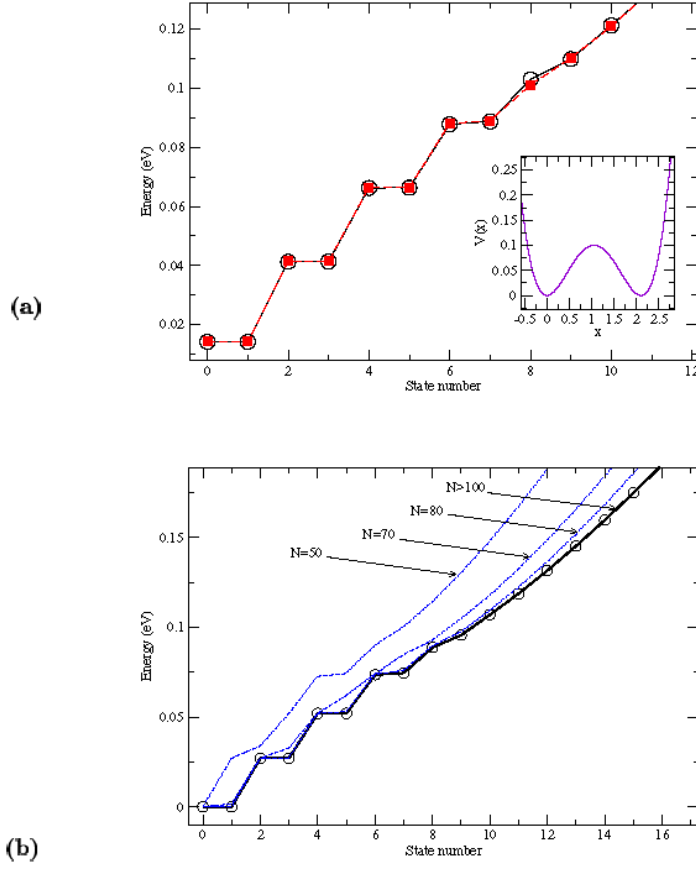 0.12
0.1
0.08
0.06
0.04
0.02
Energy (eV)
0 2 4 6 8 10 12
State number
0.25
0.2
0.15
0.1
0.05
0
V(x)
-0.5 0 0.5 1 1.5 2 2.5
x
(a)
N>100
N=80
N=70
N=50
0.15
0.1
0.05
0
Energy (eV)
0 2 4 6 8 10 12 14 16
State number
(b)